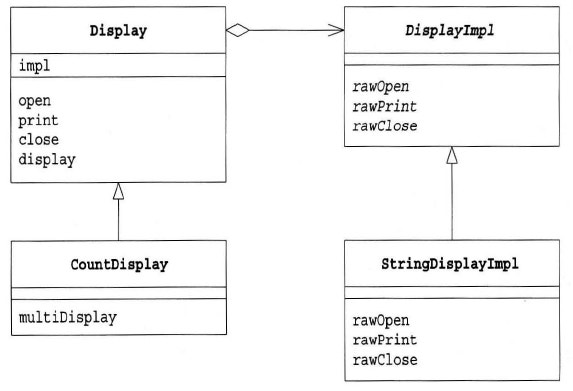 Display
impl
open
print
close
display
DisplayImpl
rawOpen
rawPrint
rawClose
CountDisplay
multiDisplay
StringDisplayImpl
rawOpen
rawPrint
rawClose